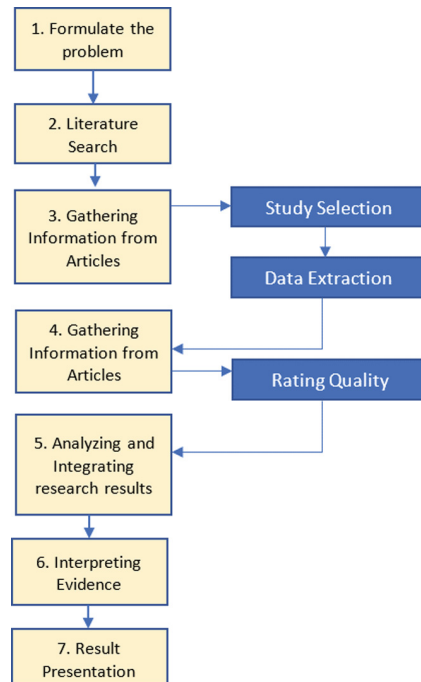 1. Formulate the
problem
2. Literature
Search
3. Gathering
Information from
Articles
Study Selection
Data Extraction
4. Gathering
Information from
Articles
Rating Quality
5. Analyzing and
Integrating
research results
6. Interpreting
Evidence
7. Result
Presentation